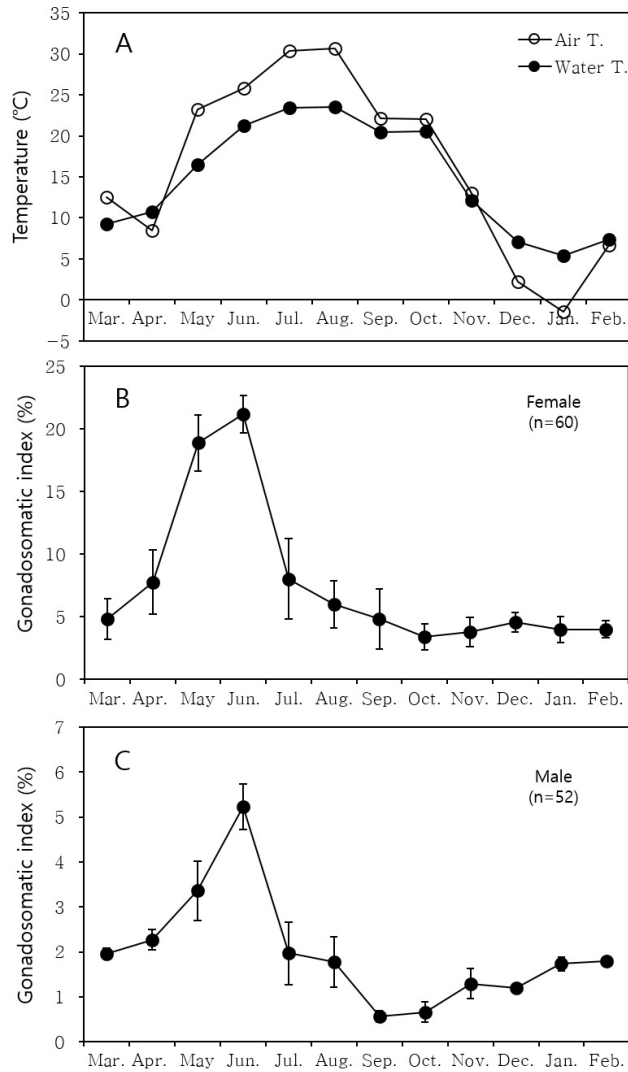 A
Air T.
Water T.
Temperature (℃)
35
30
25
20
15
10
5
0
−5
Mar. Apr. May Jun. Jul. Aug. Sep. Oct. Nov. Dec. Jan. Feb.
B
Female
(n=60)
Gonadosomatic index (%)
25
20
15
10
5
0
Mar. Apr. May Jun. Jul. Aug. Sep. Oct. Nov. Dec. Jan. Feb.
C
Male
(n=52)
Gonadosomatic index (%)
7
6
5
4
3
2
1
0
Mar. Apr. May Jun. Jul. Aug. Sep. Oct. Nov. Dec. Jan. Feb.